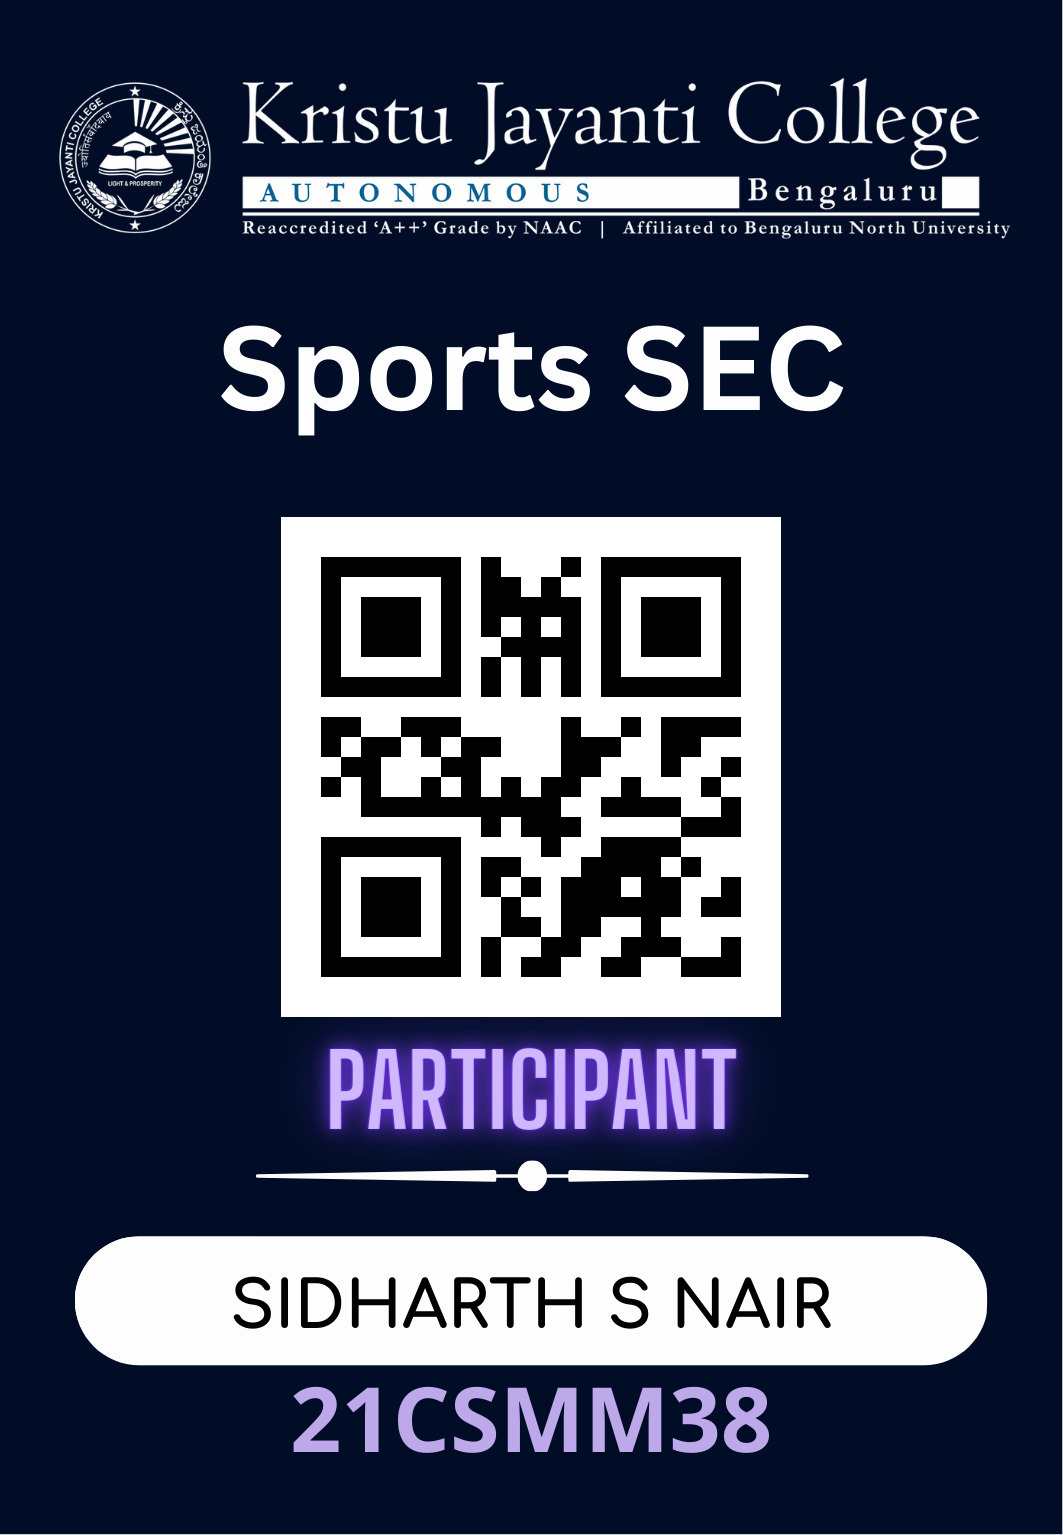 KRISTU JAYANTI COLLEGE
ಕ್ರಿಸ್ತು ಜಯಂತಿ ಕಾಲೇಜು
LIGHT & PROSPERITY
Kristu Jayanti College
AUTONOMOUS Bengaluru
Reaccredited ‘A++’ Grade by NAAC | Affiliated to Bengaluru North University
Sports SEC
PARTICIPANT
SIDHARTH S NAIR
21CSMM38